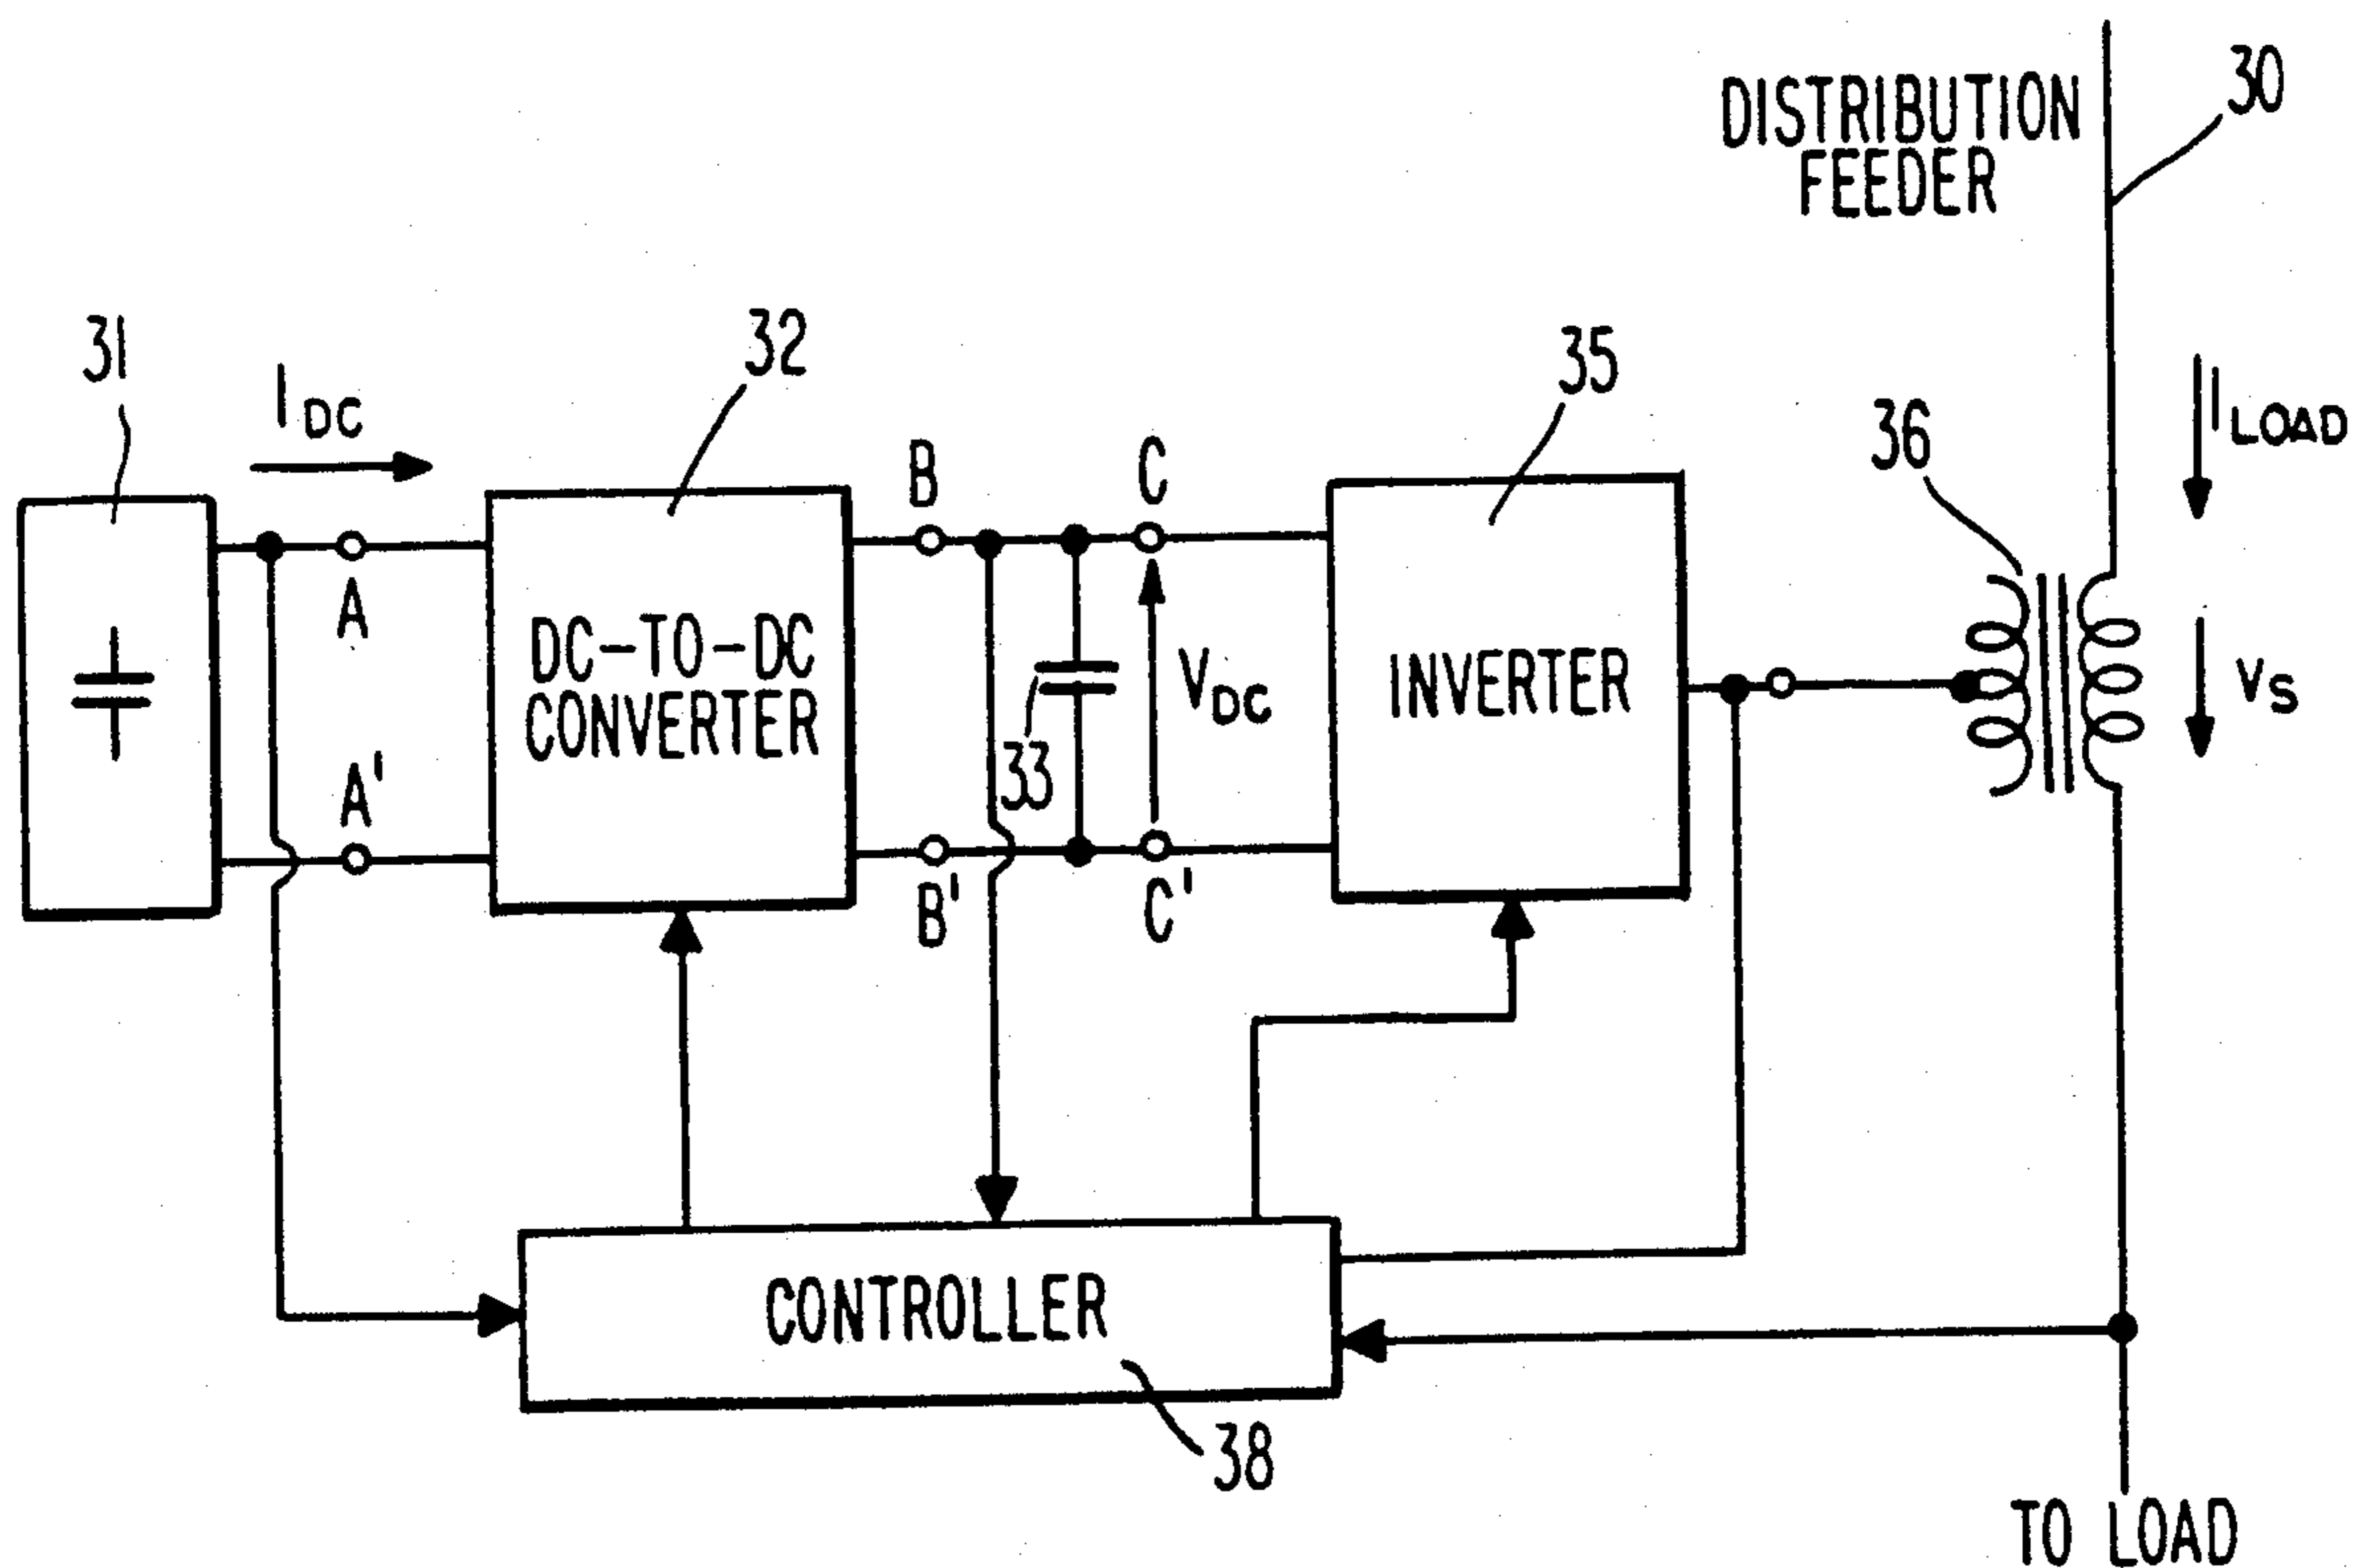 DISTRIBUTION
FEEDER
30
31
I DC
32
35
36
I LOAD
B
C
A
DC-TO-DC
CONVERTER
33
V DC
INVERTER
V S
A'
B'
C'
CONTROLLER
38
TO LOAD